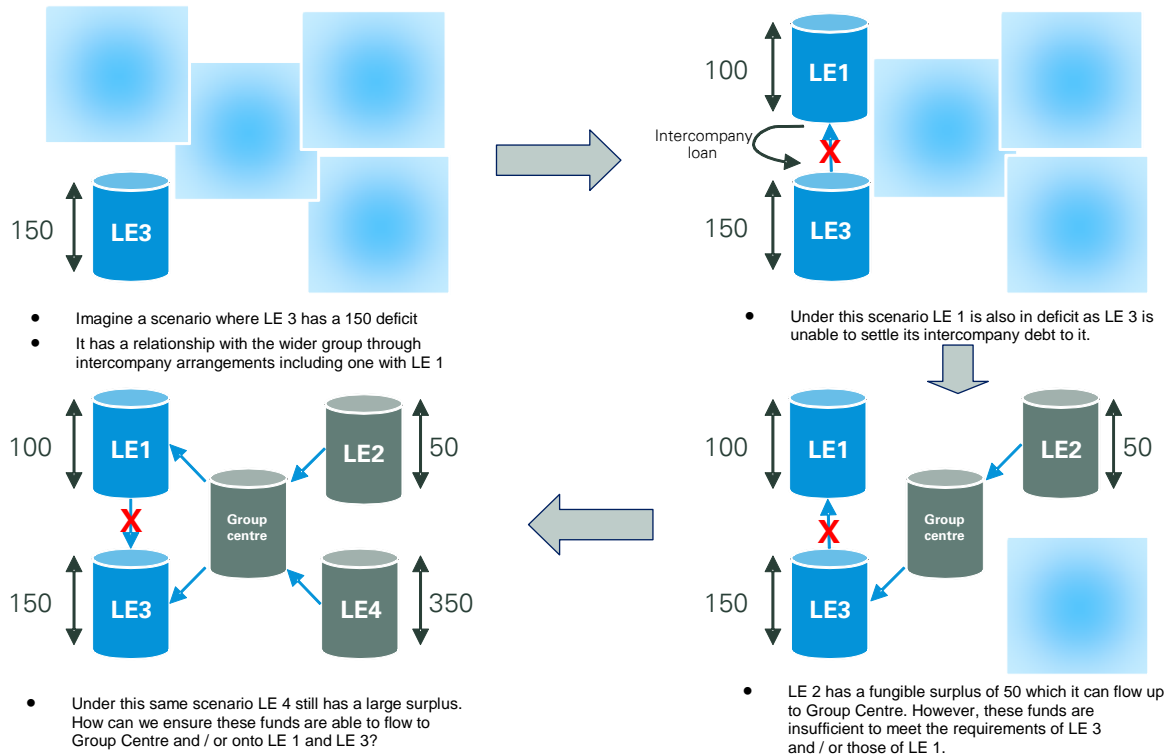 150
LE3
• Imagine a scenario where LE 3 has a 150 deficit
• It has a relationship with the wider group through
intercompany arrangements including one with LE 1
100
LE1
Intercompany
loan
X
150
LE3
• Under this scenario LE 1 is also in deficit as LE 3 is
unable to settle its intercompany debt to it.
100
LE1
LE2
50
X
Group
centre
150
LE3
• LE 2 has a fungible surplus of 50 which it can flow up
to Group Centre. However, these funds are
insufficient to meet the requirements of LE 3
and / or those of LE 1.
100
LE1
LE2
50
X
Group
centre
150
LE3
LE4
350
• Under this same scenario LE 4 still has a large surplus.
How can we ensure these funds are able to flow to
Group Centre and / or onto LE 1 and LE 3?